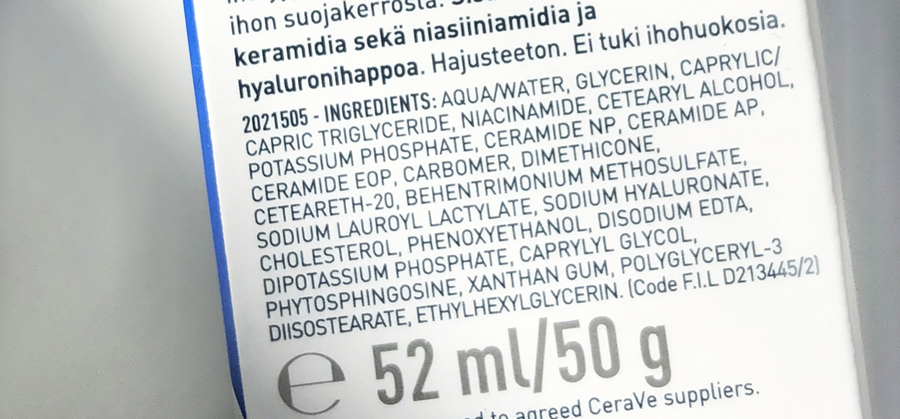 ihon suojakerrosta.
keramidia sekä niasiiniamidia ja
hyaluronihappoa. Hajusteeton. Ei tuki ihohuokosia.
2021505 - INGREDIENTS: AQUA/WATER, GLYCERIN, CAPRYLIC/
CAPRIC TRIGLYCERIDE, NIACINAMIDE, CETEARYL ALCOHOL,
POTASSIUM PHOSPHATE, CERAMIDE NP, CERAMIDE AP,
CERAMIDE EOP, CARBOMER, DIMETHICONE,
CETEARETH-20, BEHENTRIMONIUM METHOSULFATE,
SODIUM LAUROYL LACTYLATE, SODIUM HYALURONATE,
CHOLESTEROL, PHENOXYETHANOL, DISODIUM EDTA,
DIPOTASSIUM PHOSPHATE, CAPRYLYL GLYCOL,
PHYTOSPHINGOSINE, XANTHAN GUM, POLYGLYCERYL-3
DIISOSTEARATE, ETHYLHEXYLGLYCERIN. (Code F.I.L D213445/2)
℮ 52 ml/50 g
to agreed CeraVe suppliers.